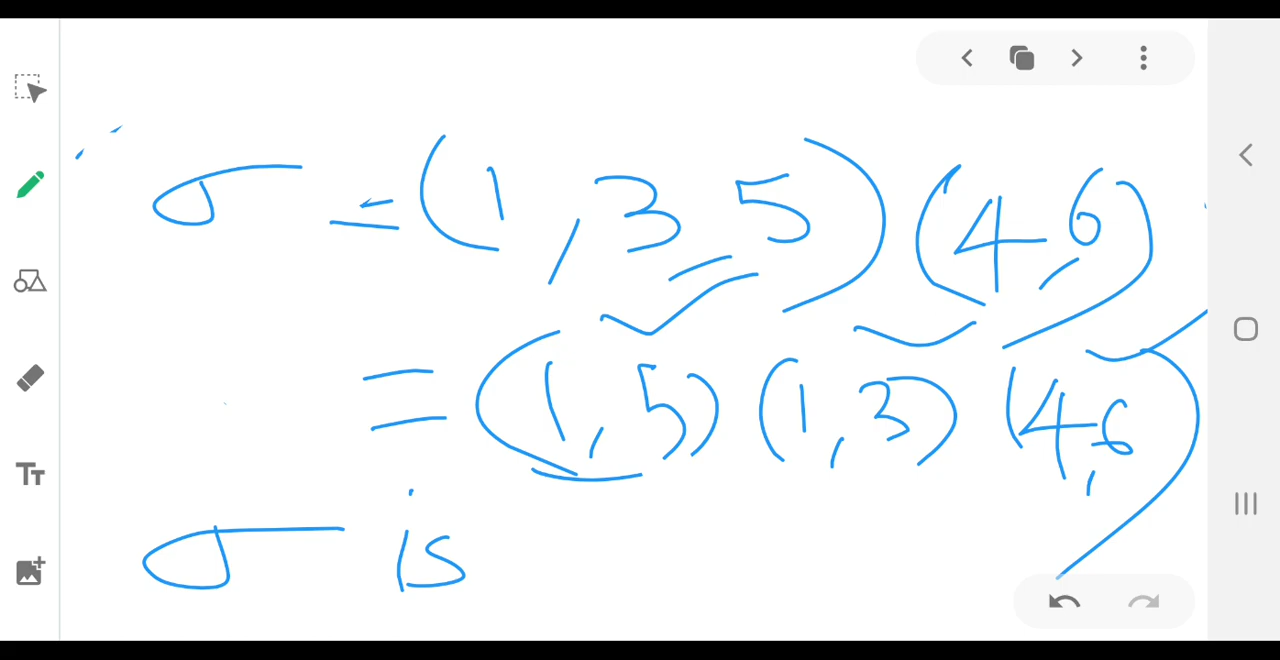 σ = (1, 3, 5) (4, 6)
= (1, 5) (1, 3) (4, 6)
σ is